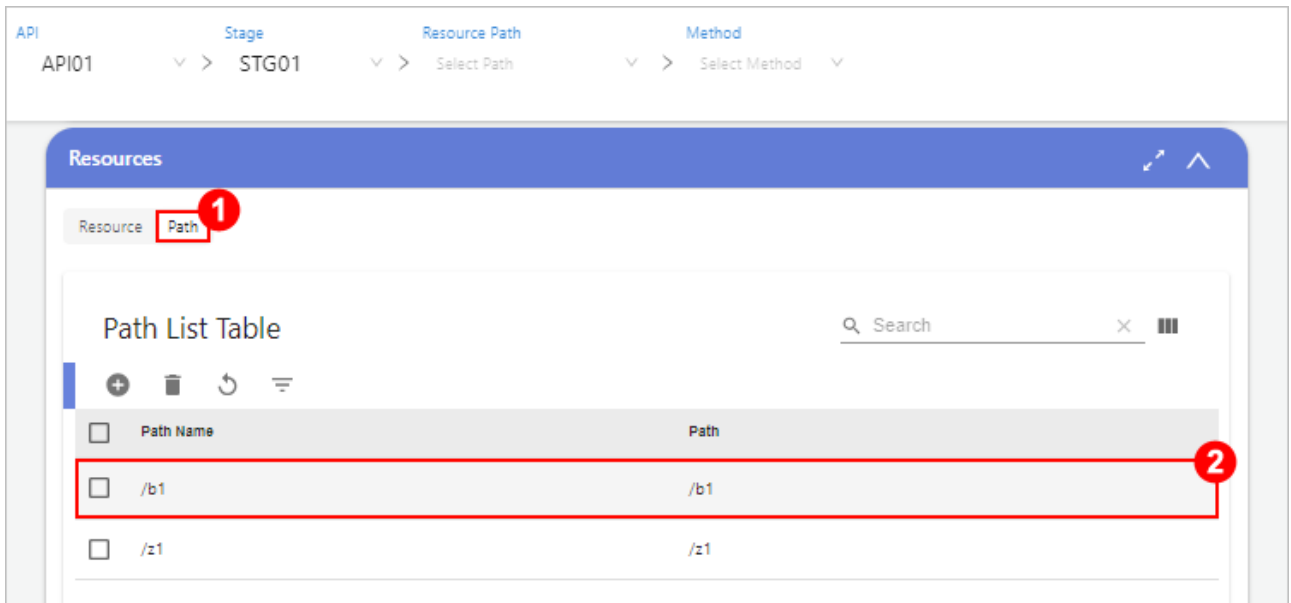 API Stage Resource Path Method
API01 > STG01 > Select Path > Select Method
Resources
Resource Path 1
Path List Table Search
Path Name Path
2
/b1 /b1
/z1 /z1